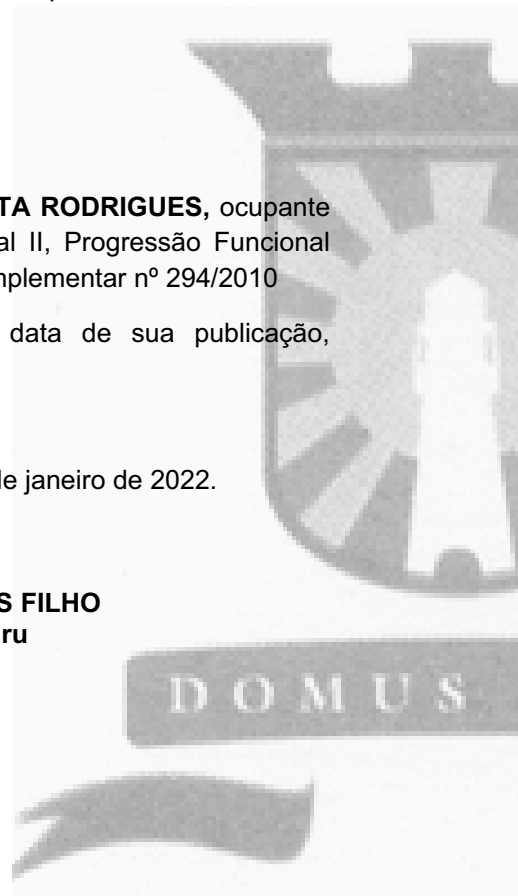 TA RODRIGUES, ocupante
al II, Progressão Funcional
mplementar nº 294/2010
data de sua publicação,
de janeiro de 2022.
S FILHO
ru
DOMUS